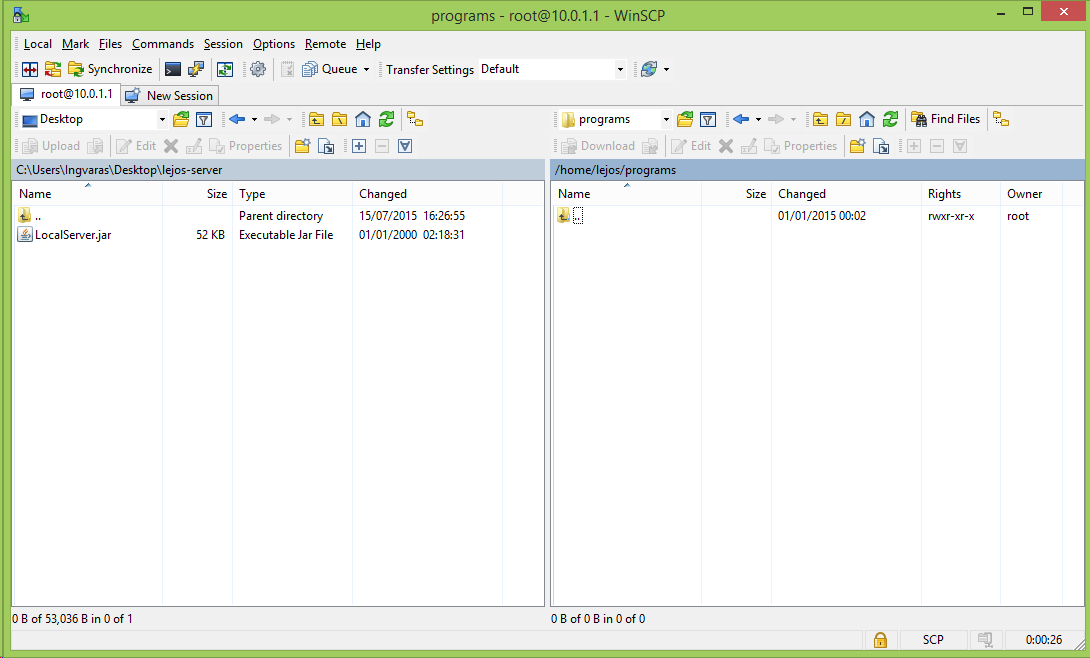 programs - root@10.0.1.1 - WinSCP
Local Mark Files Commands Session Options Remote Help
Synchronize Queue Transfer Settings Default
root@10.0.1.1 New Session
Desktop programs Find Files
Upload Edit Properties Download Edit Properties
C:\Users\Ingvaras\Desktop\lejos-server /home/lejos/programs
Name Size Type Changed Name Size Changed Rights Owner
.. Parent directory 15/07/2015 16:26:55 .. 01/01/2015 00:02 rwxr-xr-x root
LocalServer.jar 52 KB Executable Jar File 01/01/2000 02:18:31
0 B of 53,036 B in 0 of 1 0 B of 0 B in 0 of 0
SCP 0:00:26